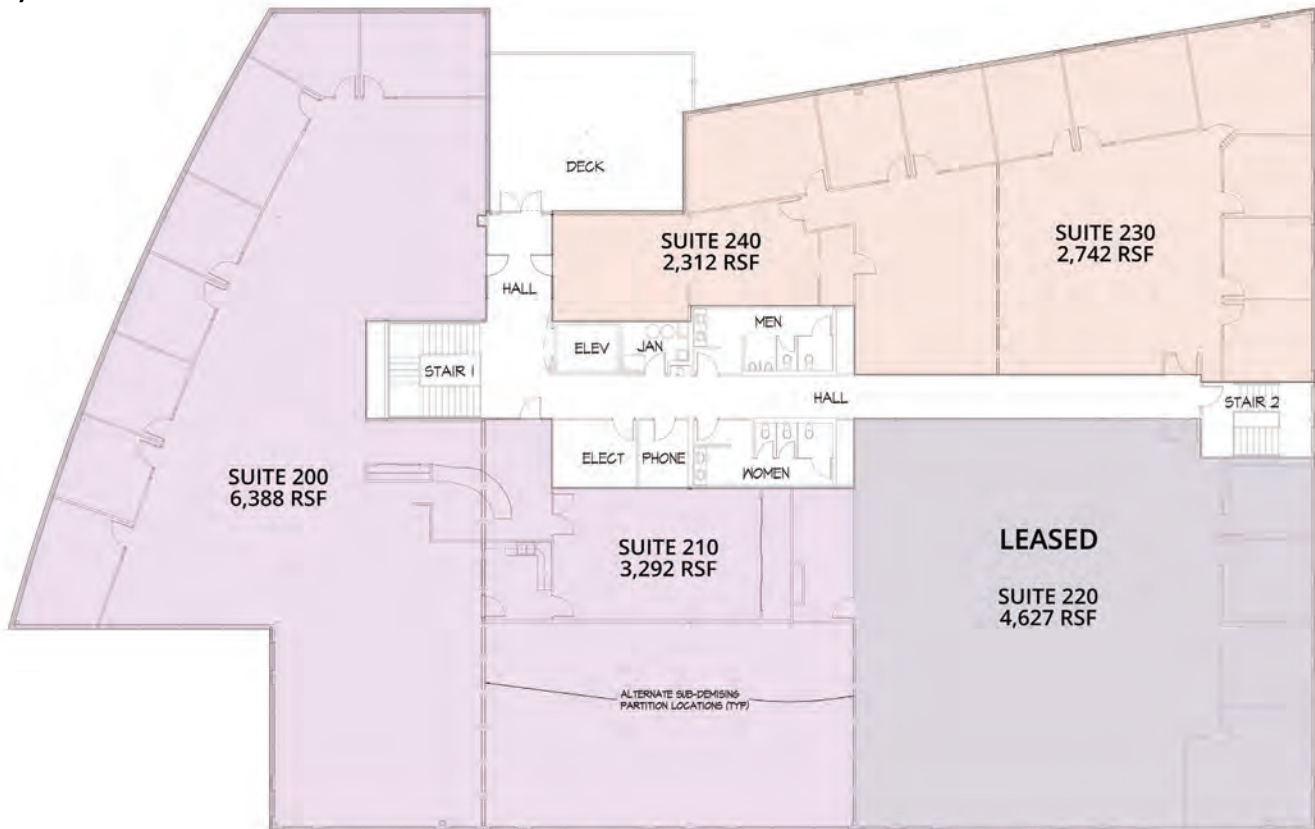 DECK
SUITE 240
2,312 RSF
SUITE 230
2,742 RSF
HALL
MEN
ELEV
JAN
STAIR 1
HALL
STAIR 2
ELECT
PHONE
WOMEN
SUITE 200
6,388 RSF
SUITE 210
3,292 RSF
LEASED
SUITE 220
4,627 RSF
ALTERNATE SUB-DEMISING
PARTITION LOCATIONS (TYP)